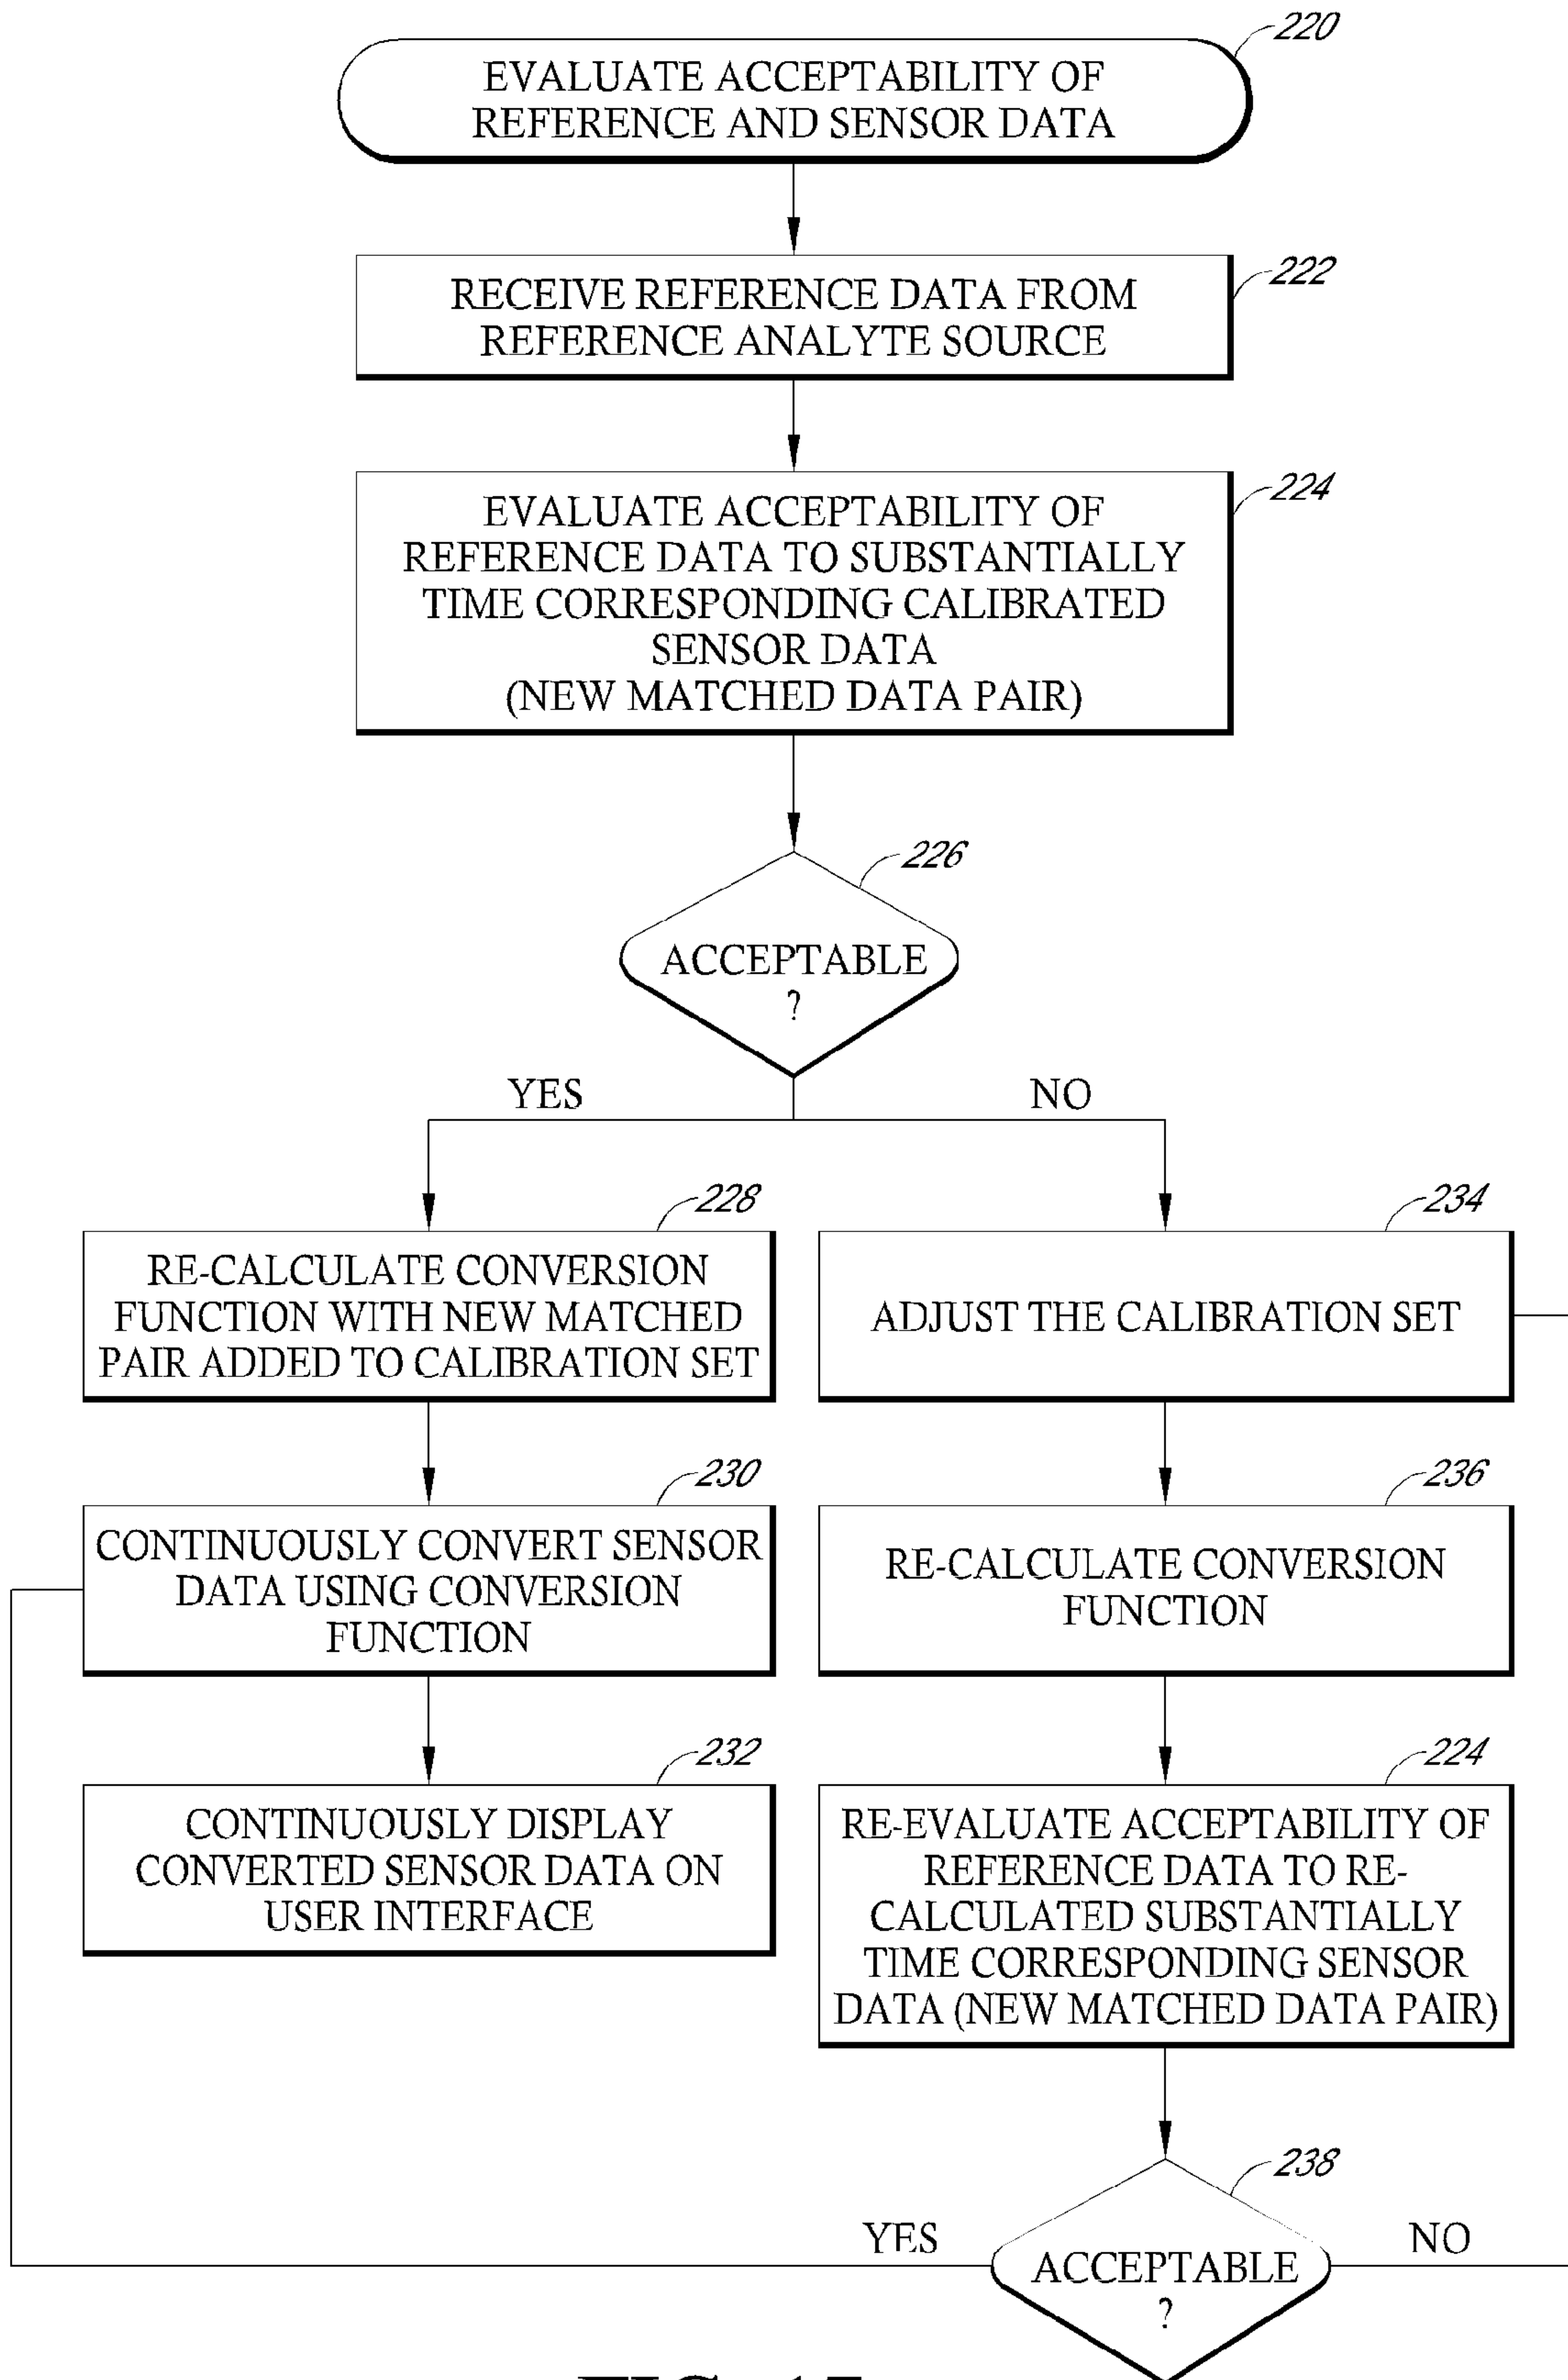 220
EVALUATE ACCEPTABILITY OF
REFERENCE AND SENSOR DATA
222
RECEIVE REFERENCE DATA FROM
REFERENCE ANALYTE SOURCE
224
EVALUATE ACCEPTABILITY OF
REFERENCE DATA TO SUBSTANTIALLY
TIME CORRESPONDING CALIBRATED
SENSOR DATA
(NEW MATCHED DATA PAIR)
226
ACCEPTABLE
?
YES
NO
228
RE-CALCULATE CONVERSION
FUNCTION WITH NEW MATCHED
PAIR ADDED TO CALIBRATION SET
234
ADJUST THE CALIBRATION SET
230
CONTINUOUSLY CONVERT SENSOR
DATA USING CONVERSION
FUNCTION
236
RE-CALCULATE CONVERSION
FUNCTION
232
CONTINUOUSLY DISPLAY
CONVERTED SENSOR DATA ON
USER INTERFACE
224
RE-EVALUATE ACCEPTABILITY OF
REFERENCE DATA TO RE-
CALCULATED SUBSTANTIALLY
TIME CORRESPONDING SENSOR
DATA (NEW MATCHED DATA PAIR)
238
YES
ACCEPTABLE
?
NO